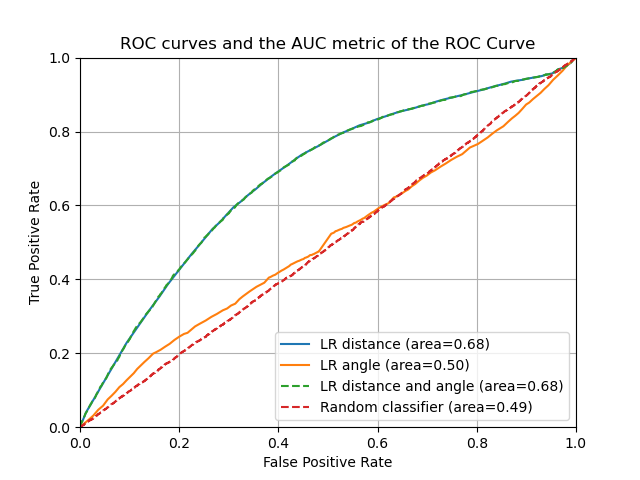 ROC curves and the AUC metric of the ROC Curve
True Positive Rate
1.0
0.8
0.6
0.4
0.2
0.0
LR distance (area=0.68)
LR angle (area=0.50)
LR distance and angle (area=0.68)
Random classifier (area=0.49)
0.0 0.2 0.4 0.6 0.8 1.0
False Positive Rate